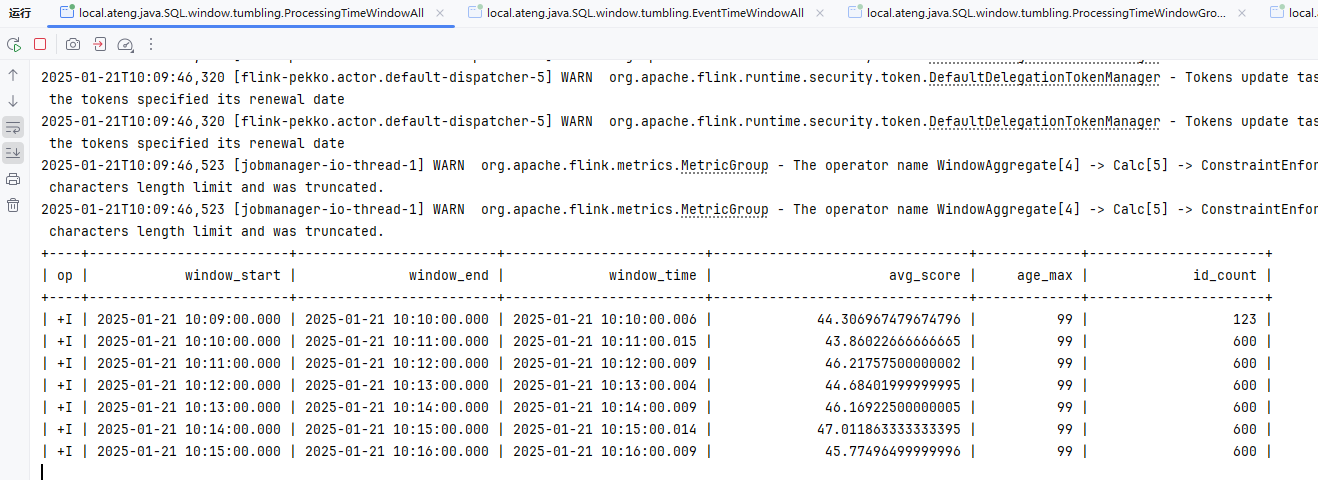 运行 local.ateng.java.SQL.window.tumbling.ProcessingTimeWindowAll local.ateng.java.SQL.window.tumbling.EventTimeWindowAll local.ateng.java.SQL.window.tumbling.ProcessingTimeWindowGro... local.a
2025-01-21T10:09:46,320 [flink-pekko.actor.default-dispatcher-5] WARN  org.apache.flink.runtime.security.token.DefaultDelegationTokenManager - Tokens update tas
the tokens specified its renewal date
2025-01-21T10:09:46,320 [flink-pekko.actor.default-dispatcher-5] WARN  org.apache.flink.runtime.security.token.DefaultDelegationTokenManager - Tokens update tas
the tokens specified its renewal date
2025-01-21T10:09:46,523 [jobmanager-io-thread-1] WARN  org.apache.flink.metrics.MetricGroup - The operator name WindowAggregate[4] -> Calc[5] -> ConstraintEnfor
characters length limit and was truncated.
2025-01-21T10:09:46,523 [jobmanager-io-thread-1] WARN  org.apache.flink.metrics.MetricGroup - The operator name WindowAggregate[4] -> Calc[5] -> ConstraintEnfor
characters length limit and was truncated.
| op | window_start | window_end | window_time | avg_score | age_max | id_count |
| +I | 2025-01-21 10:09:00.000 | 2025-01-21 10:10:00.000 | 2025-01-21 10:10:00.006 | 44.306967479674796 | 99 | 123 |
| +I | 2025-01-21 10:10:00.000 | 2025-01-21 10:11:00.000 | 2025-01-21 10:11:00.015 | 43.86022666666665 | 99 | 600 |
| +I | 2025-01-21 10:11:00.000 | 2025-01-21 10:12:00.000 | 2025-01-21 10:12:00.009 | 46.21757500000002 | 99 | 600 |
| +I | 2025-01-21 10:12:00.000 | 2025-01-21 10:13:00.000 | 2025-01-21 10:13:00.004 | 44.68401999999995 | 99 | 600 |
| +I | 2025-01-21 10:13:00.000 | 2025-01-21 10:14:00.000 | 2025-01-21 10:14:00.009 | 46.16922500000005 | 99 | 600 |
| +I | 2025-01-21 10:14:00.000 | 2025-01-21 10:15:00.000 | 2025-01-21 10:15:00.014 | 47.011863333333395 | 99 | 600 |
| +I | 2025-01-21 10:15:00.000 | 2025-01-21 10:16:00.000 | 2025-01-21 10:16:00.009 | 45.77496499999996 | 99 | 600 |